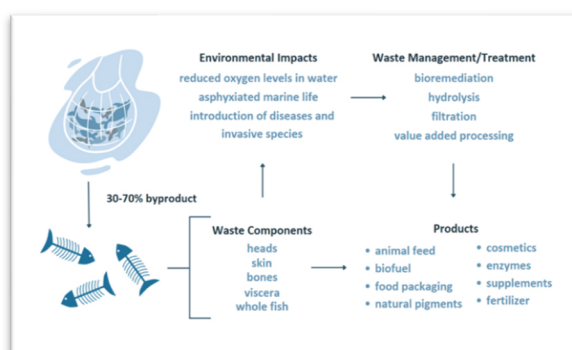 Environmental Impacts
reduced oxygen levels in water
asphyxiated marine life
introduction of diseases and
invasive species
Waste Management/Treatment
bioremediation
hydrolysis
filtration
value added processing
30-70% byproduct
Waste Components
heads
skin
bones
viscera
whole fish
Products
• animal feed
• biofuel
• food packaging
• natural pigments
• cosmetics
• enzymes
• supplements
• fertilizer